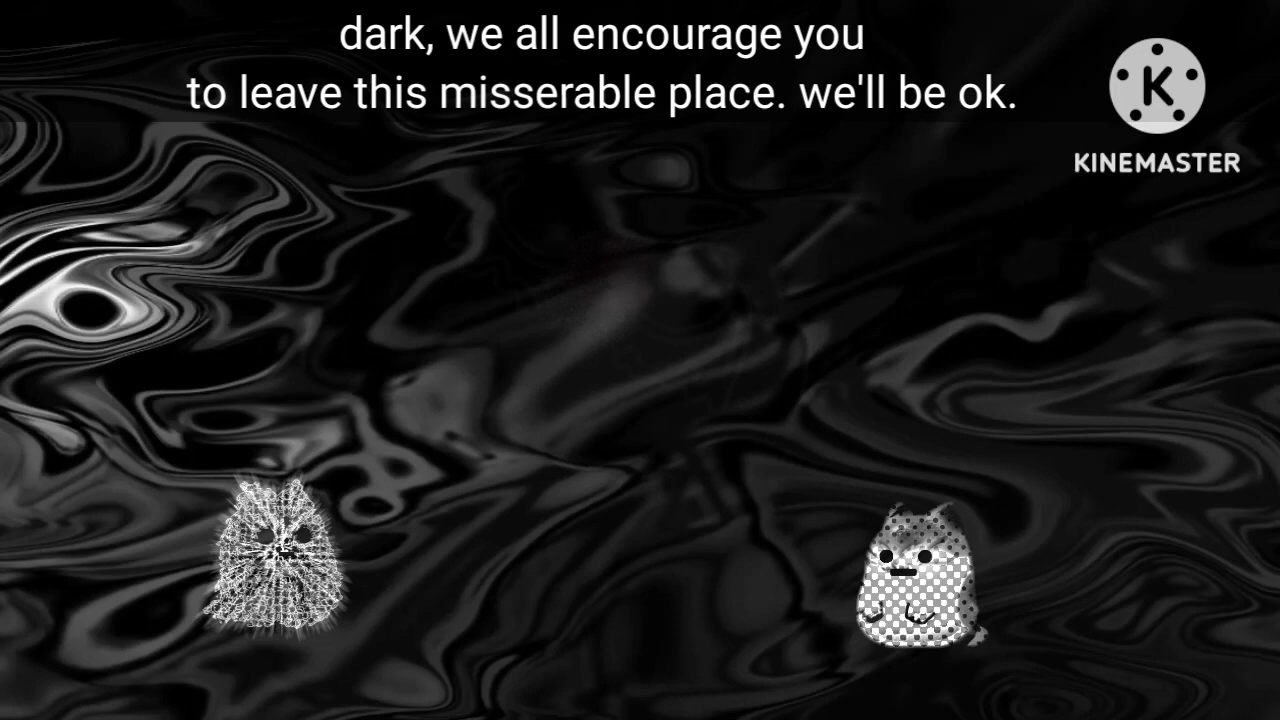 dark, we all encourage you
to leave this misserable place. we'll be ok.
K
KINEMASTER